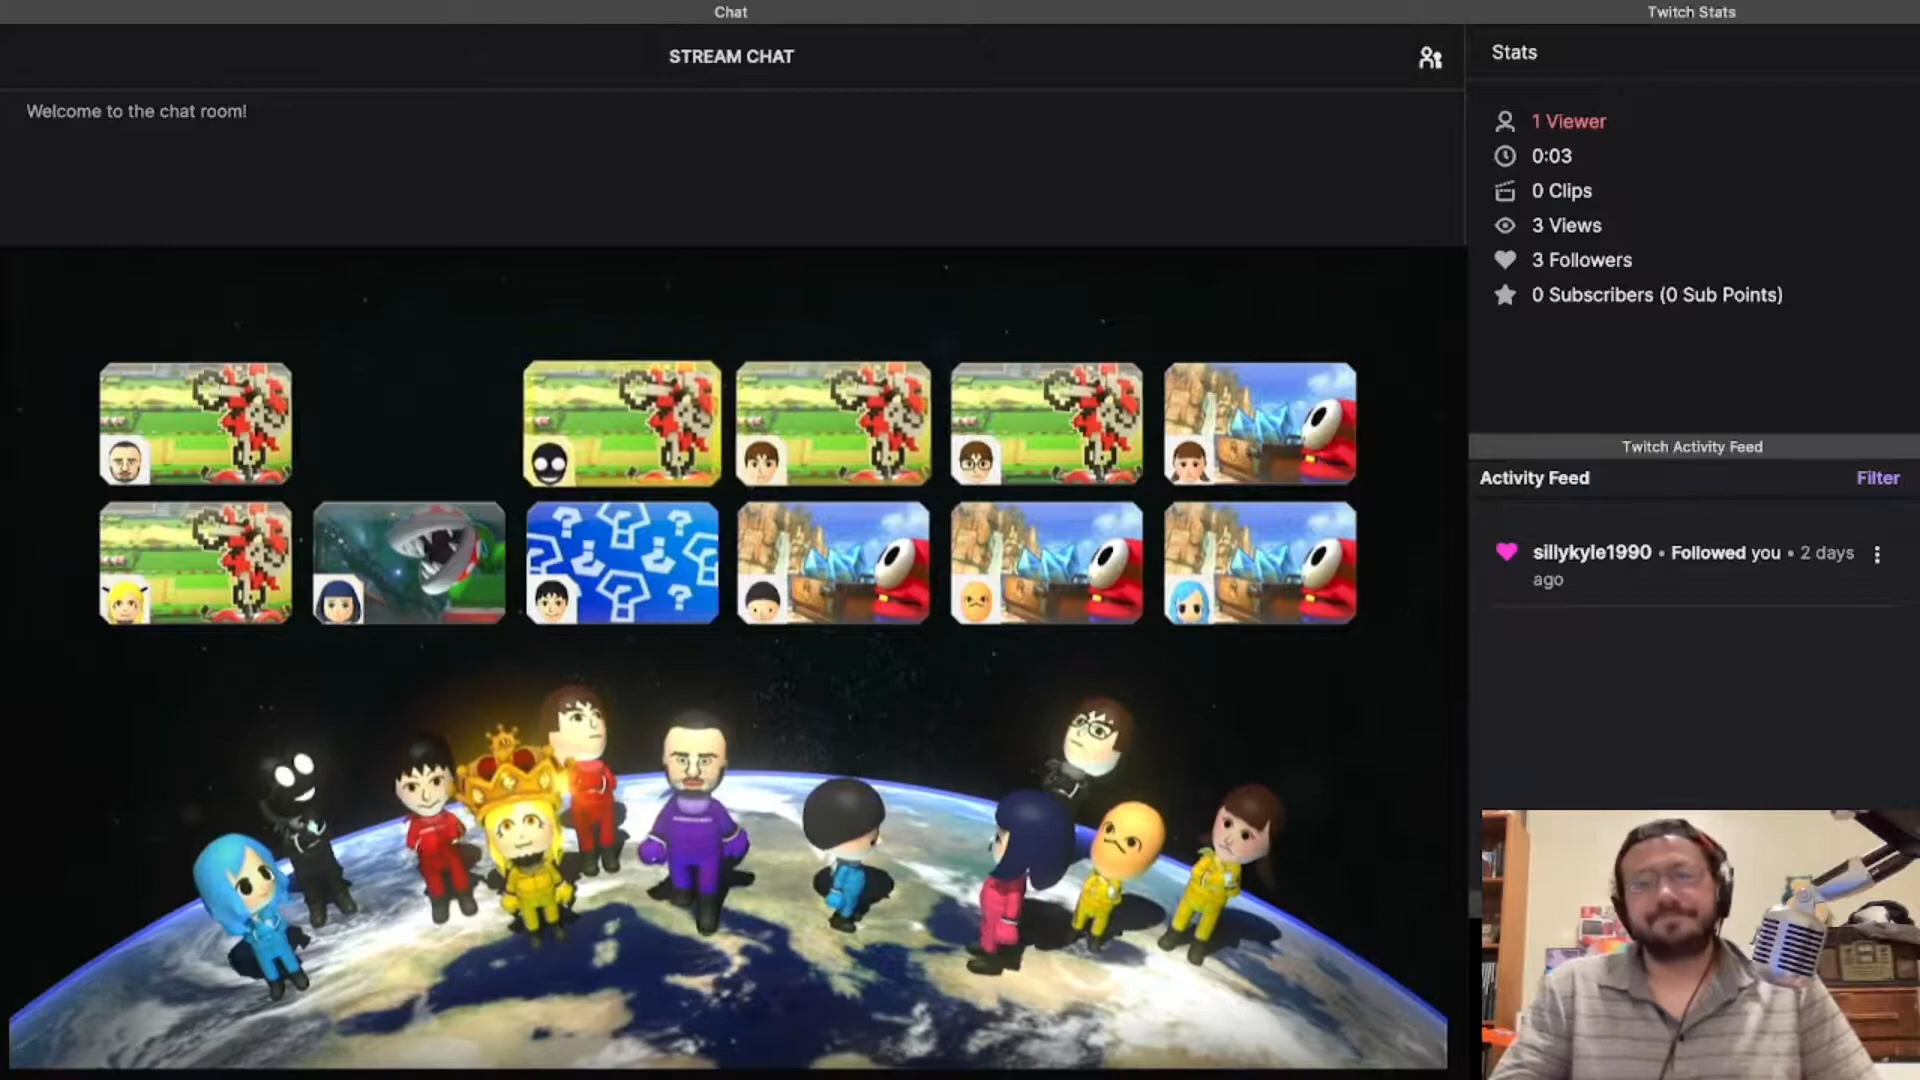 Chat
STREAM CHAT
Welcome to the chat room!
Twitch Stats
Stats
1 Viewer
0:03
0 Clips
3 Views
3 Followers
0 Subscribers (0 Sub Points)
Twitch Activity Feed
Activity Feed
Filter
sillykyle1990 • Followed you • 2 days
ago